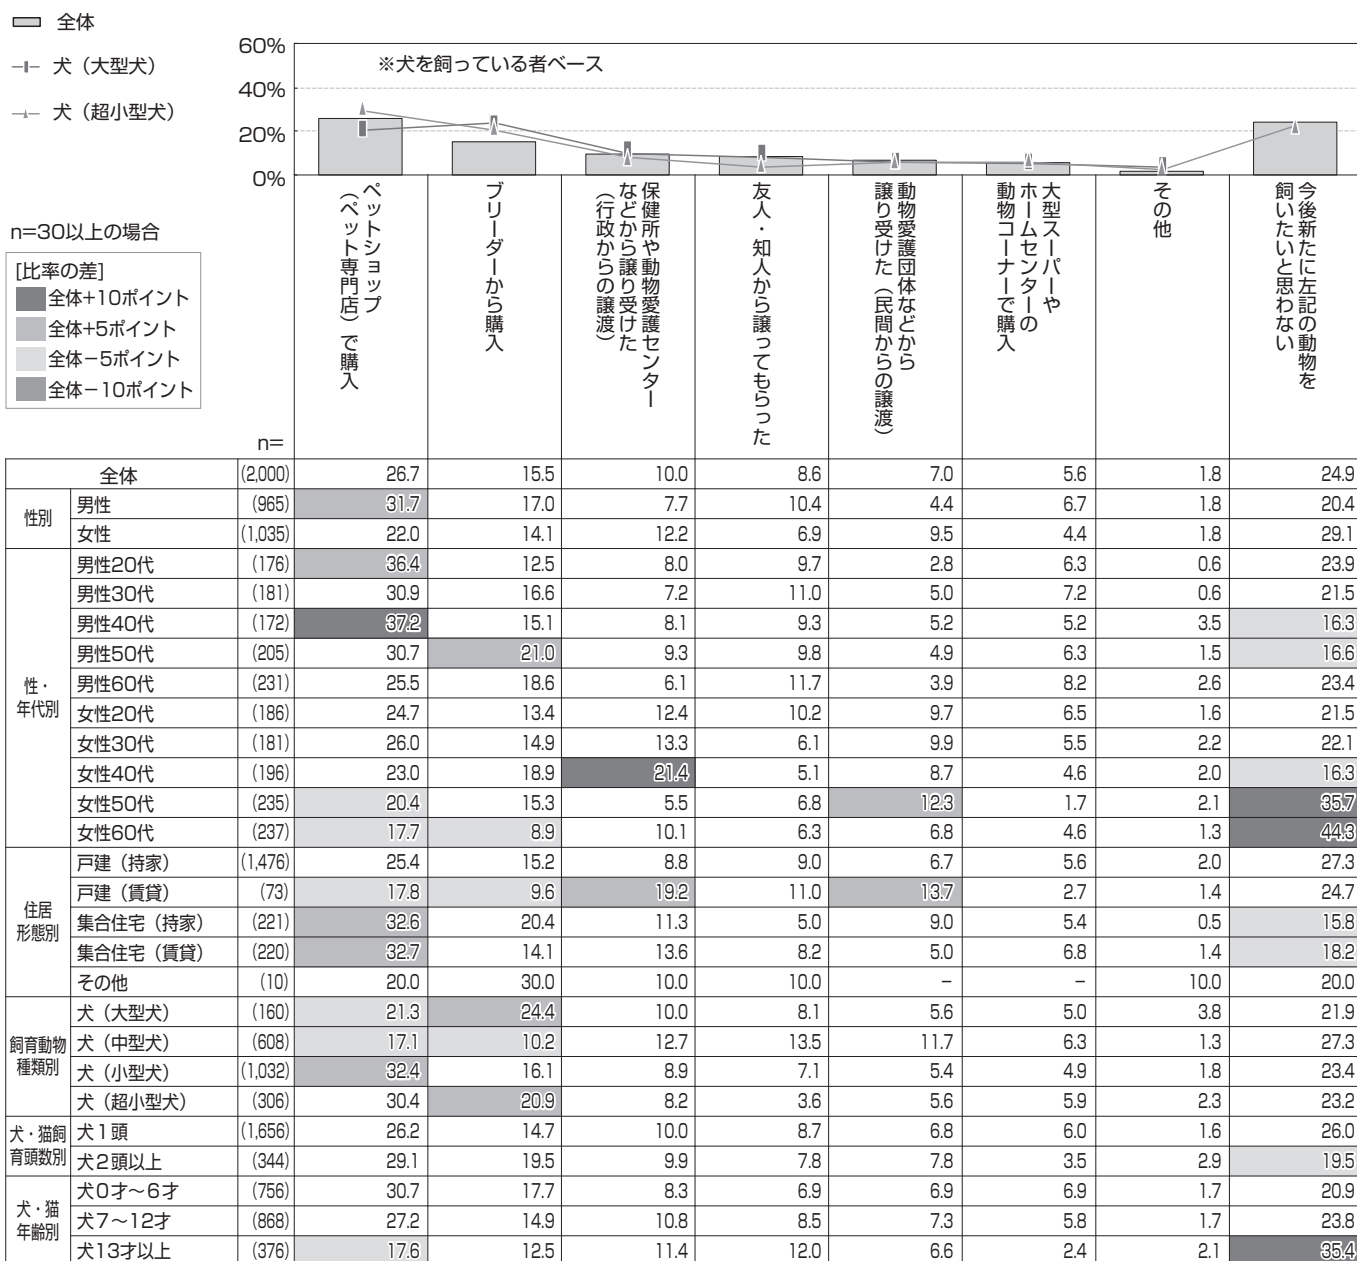 全体
犬（大型犬）
犬（超小型犬）
60%
40%
20%
0%
※犬を飼っている者ベース
n=30以上の場合
[比率の差]
全体+10ポイント
全体+5ポイント
全体－5ポイント
全体－10ポイント
n=
ペットショップ
（ペット専門店）で購入
ブリーダーから購入
保健所や動物愛護センター
などから譲り受けた
（行政からの譲渡）
友人・知人から譲ってもらった
動物愛護団体などから
譲り受けた（民間からの譲渡）
大型スーパーや
ホームセンターの
動物コーナーで購入
その他
今後新たに左記の動物を
飼いたいと思わない
全体 (2,000) 26.7 15.5 10.0 8.6 7.0 5.6 1.8 24.9
性別
男性 (965) 31.7 17.0 7.7 10.4 4.4 6.7 1.8 20.4
女性 (1,035) 22.0 14.1 12.2 6.9 9.5 4.4 1.8 29.1
性・
年代別
男性20代 (176) 36.4 12.5 8.0 9.7 2.8 6.3 0.6 23.9
男性30代 (181) 30.9 16.6 7.2 11.0 5.0 7.2 0.6 21.5
男性40代 (172) 37.2 15.1 8.1 9.3 5.2 5.2 3.5 16.3
男性50代 (205) 30.7 21.0 9.3 9.8 4.9 6.3 1.5 16.6
男性60代 (231) 25.5 18.6 6.1 11.7 3.9 8.2 2.6 23.4
女性20代 (186) 24.7 13.4 12.4 10.2 9.7 6.5 1.6 21.5
女性30代 (181) 26.0 14.9 13.3 6.1 9.9 5.5 2.2 22.1
女性40代 (196) 23.0 18.9 21.4 5.1 8.7 4.6 2.0 16.3
女性50代 (235) 20.4 15.3 5.5 6.8 12.3 1.7 2.1 35.7
女性60代 (237) 17.7 8.9 10.1 6.3 6.8 4.6 1.3 44.3
住居
形態別
戸建（持家） (1,476) 25.4 15.2 8.8 9.0 6.7 5.6 2.0 27.3
戸建（賃貸） (73) 17.8 9.6 19.2 11.0 13.7 2.7 1.4 24.7
集合住宅（持家） (221) 32.6 20.4 11.3 5.0 9.0 5.4 0.5 15.8
集合住宅（賃貸） (220) 32.7 14.1 13.6 8.2 5.0 6.8 1.4 18.2
その他 (10) 20.0 30.0 10.0 10.0 － － 10.0 20.0
飼育動物
種類別
犬（大型犬） (160) 21.3 24.4 10.0 8.1 5.6 5.0 3.8 21.9
犬（中型犬） (608) 17.1 10.2 12.7 13.5 11.7 6.3 1.3 27.3
犬（小型犬） (1,032) 32.4 16.1 8.9 7.1 5.4 4.9 1.8 23.4
犬（超小型犬） (306) 30.4 20.9 8.2 3.6 5.6 5.9 2.3 23.2
犬・猫飼
育頭数別
犬1頭 (1,656) 26.2 14.7 10.0 8.7 6.8 6.0 1.6 26.0
犬2頭以上 (344) 29.1 19.5 9.9 7.8 7.8 3.5 2.9 19.5
犬・猫
年齢別
犬0才～6才 (756) 30.7 17.7 8.3 6.9 6.9 6.9 1.7 20.9
犬7～12才 (868) 27.2 14.9 10.8 8.5 7.3 5.8 1.7 23.8
犬13才以上 (376) 17.6 12.5 11.4 12.0 6.6 2.4 2.1 35.4